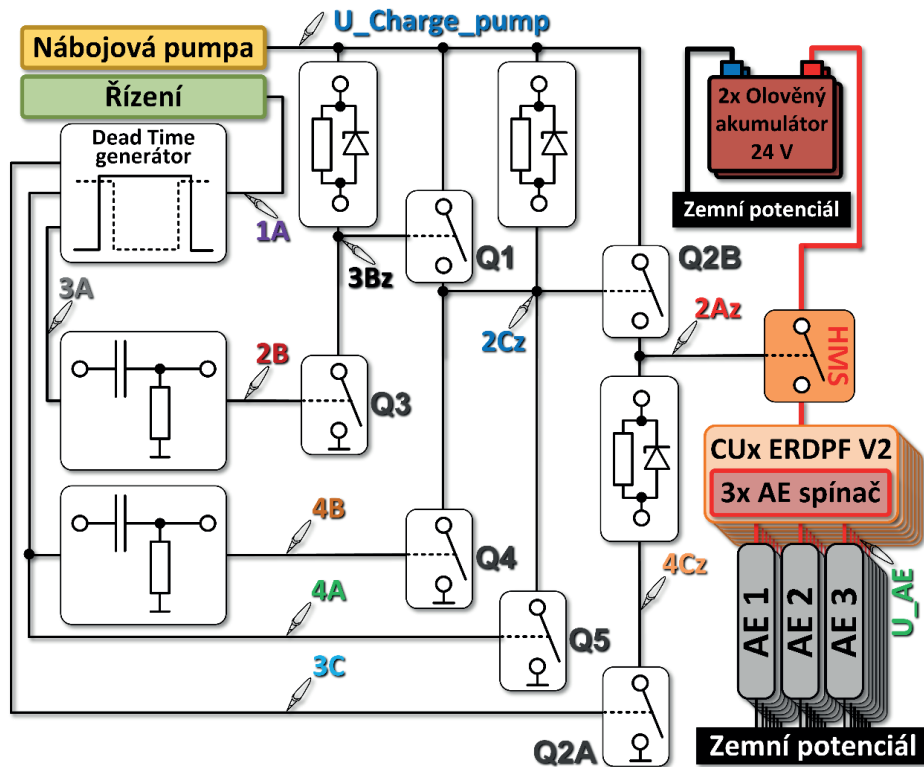 U_Charge_pump
Nábojová pumpa
Řízení
Dead Time
generátor
1A
3A
3Bz
Q1
Q2B
2Cz
2Az
2B
Q3
4B
Q4
4A
Q5
4Cz
3C
Q2A
2x Olověný
akumulátor
24 V
Zemní potenciál
HMS
CUx ERDPF V2
3x AE spínač
AE 1
AE 2
AE 3
U_AE
Zemní potenciál